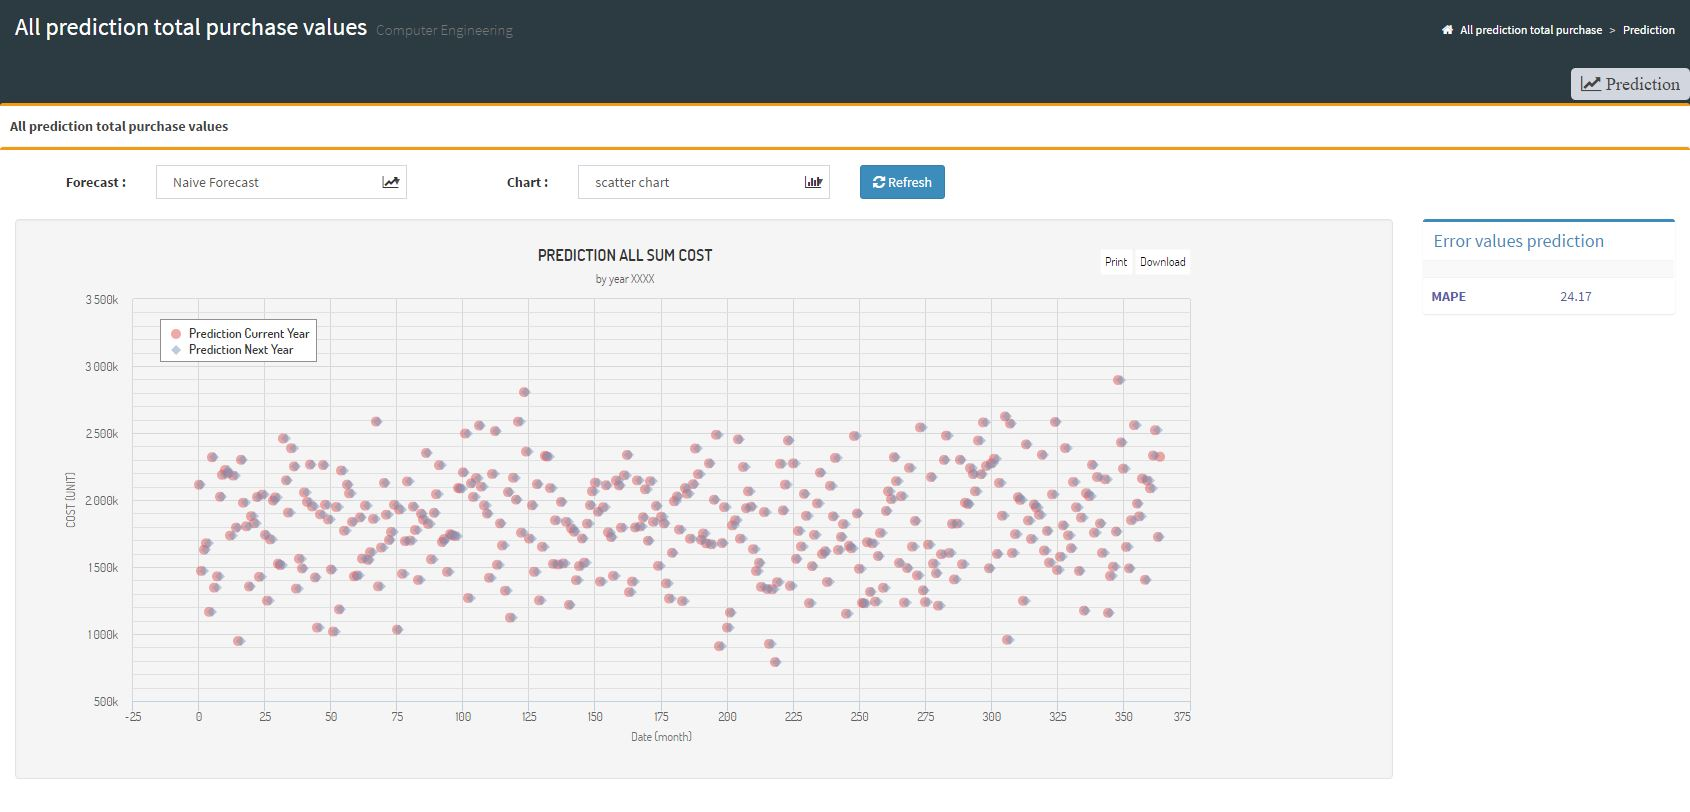 All prediction total purchase values Computer Engineering
All prediction total purchase > Prediction
Prediction
All prediction total purchase values
Forecast : Naive Forecast Chart : scatter chart Refresh
Error values prediction
MAPE 24.17
PREDICTION ALL SUM COST
by year XXXX
Print Download
Prediction Current Year
Prediction Next Year
3 500k
3 000k
2 500k
2 000k
1 500k
1 000k
500k
COST (UNIT)
-25 0 25 50 75 100 125 150 175 200 225 250 275 300 325 350 375
Date (month)